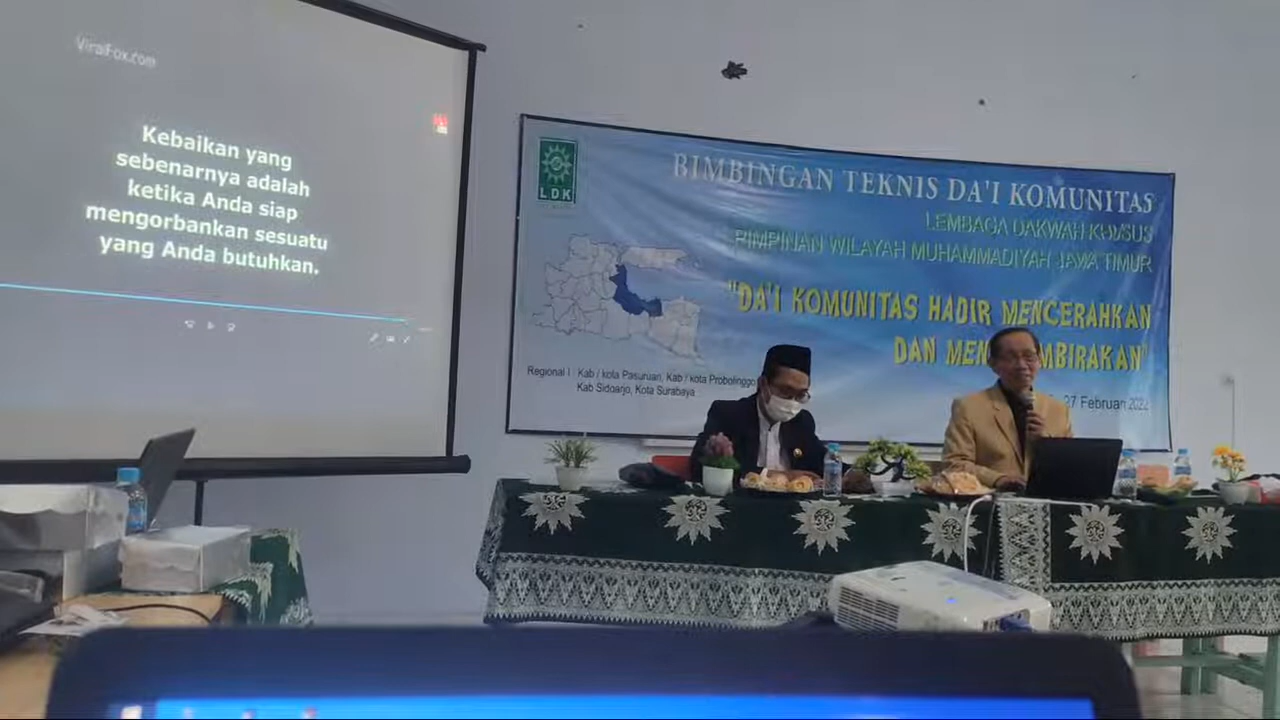 ViralFox.com
Kebaikan yang
sebenarnya adalah
ketika Anda siap
mengorbankan sesuatu
yang Anda butuhkan.
LDK
BIMBINGAN TEKNIS DA'I KOMUNITAS
LEMBAGA DAKWAH KHUSUS
PIMPINAN WILAYAH MUHAMMADIYAH JAWA TIMUR
"DA'I KOMUNITAS HADIR MENCERAHKAN
DAN MEN MBIRAKAN"
Regional I : Kab / kota Pasuruan, Kab / kota Probolinggo
Kab Sidoarjo, Kota Surabaya
27 Februari 2022